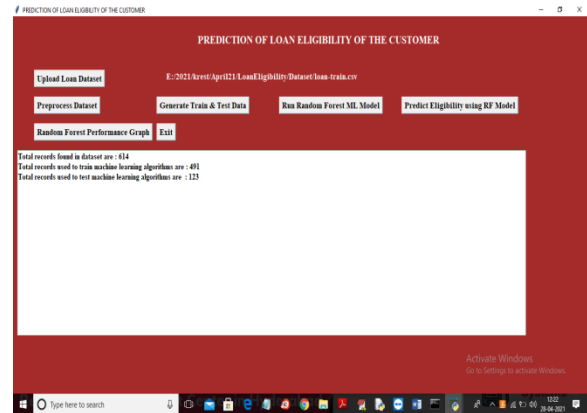 PREDICTION OF LOAN ELIGIBILITY OF THE CUSTOMER
PREDICTION OF LOAN ELIGIBILITY OF THE CUSTOMER
Upload Loan Dataset E:/2021/krest/April21/LoanEligibility/Dataset/loan-train.csv
Preprocess Dataset Generate Train & Test Data Run Random Forest ML Model Predict Eligibility using RF Model
Random Forest Performance Graph Exit
Total records found in dataset are : 614
Total records used to train machine learning algorithms are : 491
Total records used to test machine learning algorithms are : 123
Activate Windows
Go to Settings to activate Windows.
Type here to search 12:22
28-04-2021